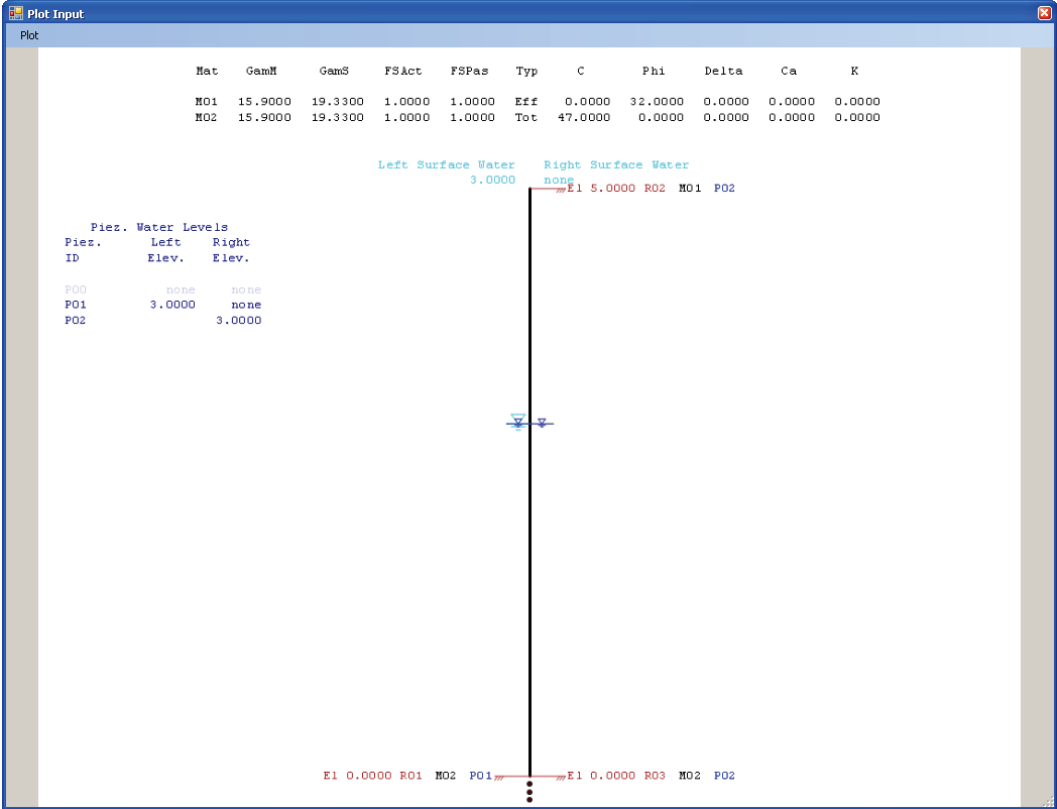 Plot Input
Plot
Mat GamM GamS FSAct FSPas Typ C Phi Delta Ca K
M01 15.9000 19.3300 1.0000 1.0000 Eff 0.0000 32.0000 0.0000 0.0000 0.0000
M02 15.9000 19.3300 1.0000 1.0000 Tot 47.0000 0.0000 0.0000 0.0000 0.0000
Left Surface Water Right Surface Water
3.0000 none
El 5.0000 R02 M01 P02
Piez. Water Levels
Piez. Left Right
ID Elev. Elev.
P00 none none
P01 3.0000 none
P02 3.0000
El 0.0000 R01 M02 P01 El 0.0000 R03 M02 P02